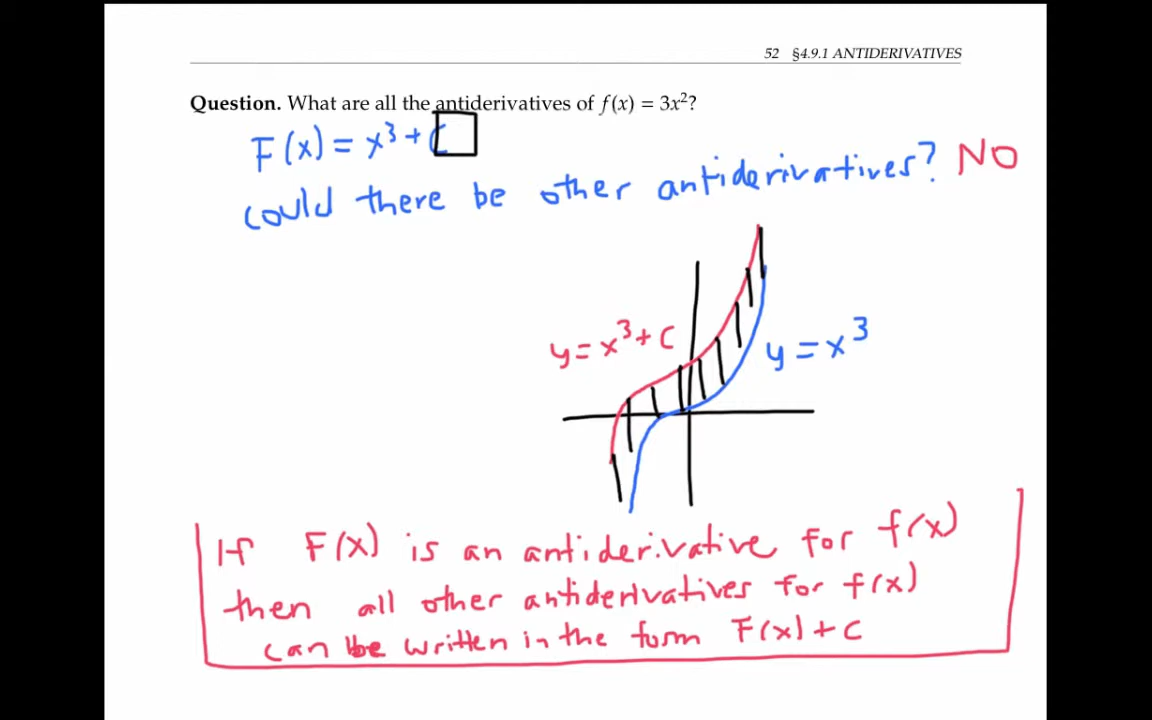 52 §4.9.1 ANTIDERIVATIVES
Question. What are all the antiderivatives of f(x) = 3x²?
F(x) = x³ + C
could there be other antiderivatives? NO
y = x³ + C
y = x³
If F(x) is an antiderivative for f(x)
then all other antiderivatives for f(x)
can be written in the form F(x) + C